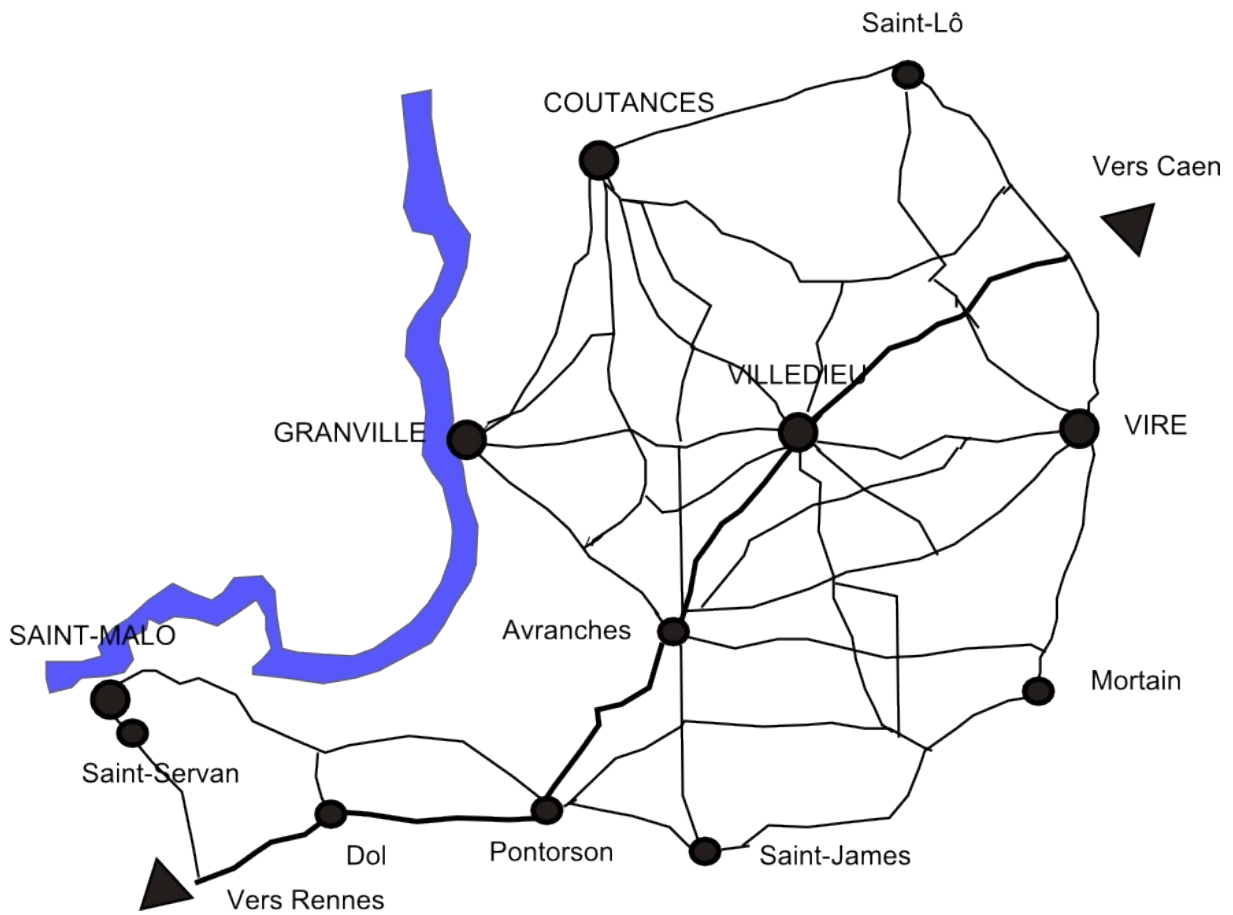 Saint-Lô
COUTANCES
Vers Caen
VILLEDIEU
GRANVILLE
VIRE
Avranches
SAINT-MALO
Mortain
Saint-Servan
Dol
Pontorson
Saint-James
Vers Rennes